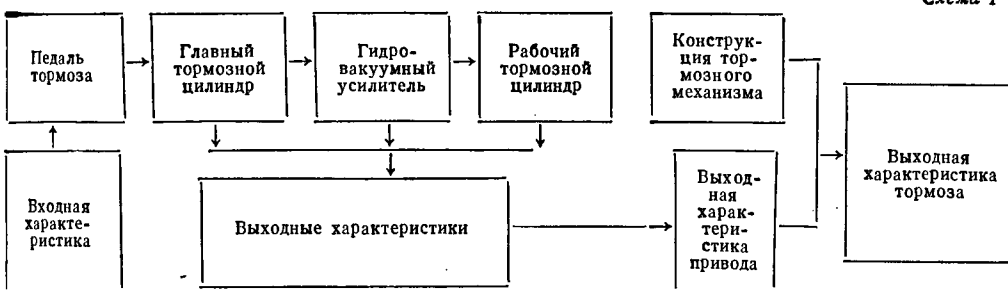 Схема 1
Педаль
тормоза
Главный
тормозной
цилиндр
Гидро-
вакуумный
усилитель
Рабочий
тормозной
цилиндр
Конструк-
ция тор-
мозного
механизма
Входная
характе-
ристика
Выходные характеристики
Выход-
ная
харак-
тери-
стика
привода
Выходная
характеристика
тормоза